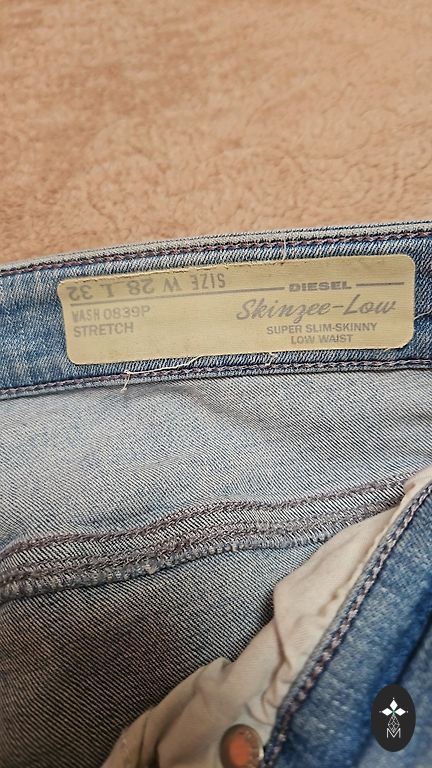 SIZE W 28 L 32
WASH 0839P
STRETCH
DIESEL
Skinzee-Low
SUPER SLIM-SKINNY
LOW WAIST
M